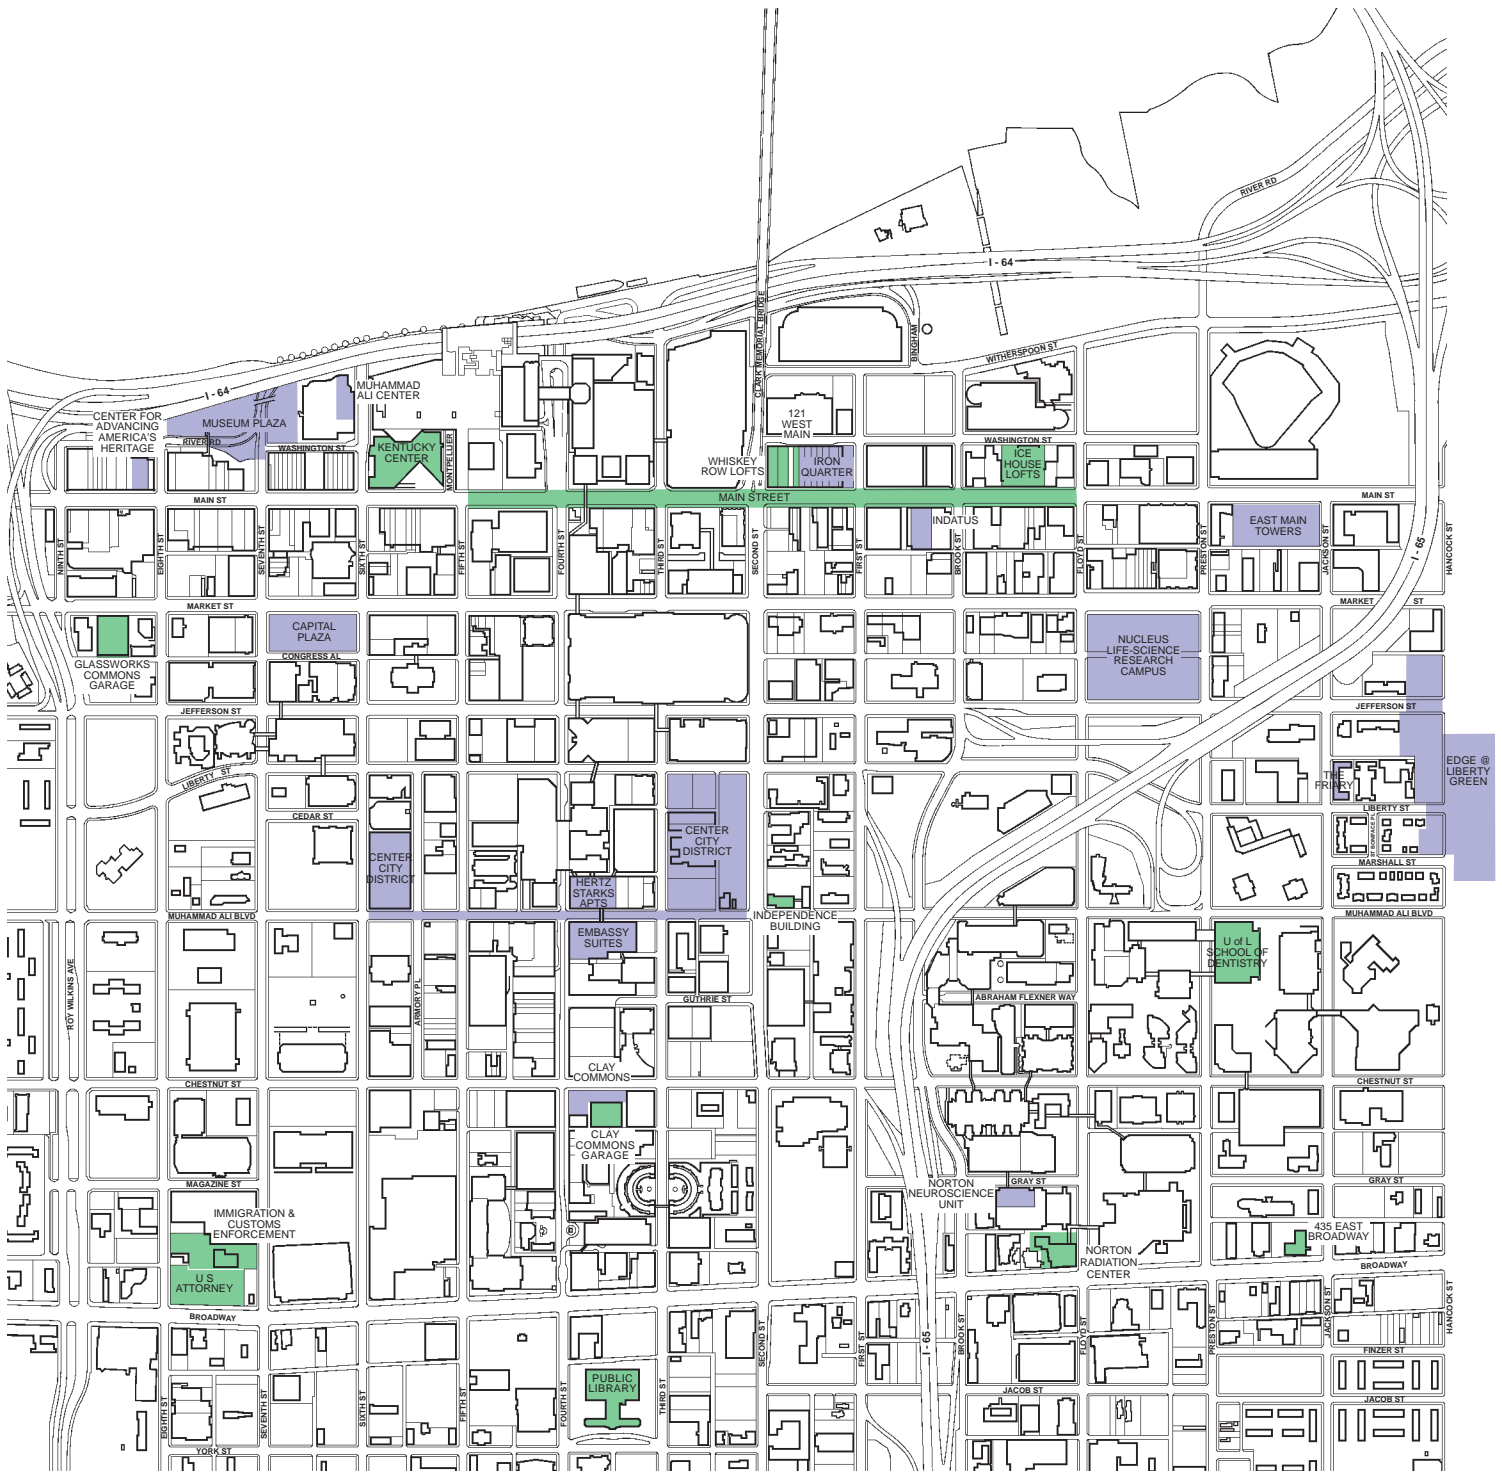 RIVER RD
I - 64
CLARK MEMORIAL BRIDGE
BINGHAM
WITHERSPOON ST
I - 64
MUHAMMAD
ALI CENTER
CENTER FOR
ADVANCING
AMERICA'S
HERITAGE
MUSEUM PLAZA
RIVER RD
WASHINGTON ST
KENTUCKY
CENTER
MONTPELLIER
121
WEST
MAIN
WHISKEY
ROW LOFTS
IRON
QUARTER
WASHINGTON ST
ICE
HOUSE
LOFTS
MAIN ST
MAIN STREET
MAIN ST
INDATUS
EAST MAIN
TOWERS
NINTH ST
EIGHTH ST
SEVENTH ST
SIXTH ST
FIFTH ST
FOURTH ST
THIRD ST
SECOND ST
FIRST ST
BROOK ST
FLOYD ST
PRESTON ST
JACKSON ST
I - 65
HANCOCK ST
MARKET ST
MARKET ST
CAPITAL
PLAZA
CONGRESS AL
GLASSWORKS
COMMONS
GARAGE
NUCLEUS
LIFE-SCIENCE
RESEARCH
CAMPUS
JEFFERSON ST
JEFFERSON ST
LIBERTY ST
THE
FRIARY
EDGE @
LIBERTY
GREEN
LIBERTY ST
CEDAR ST
ST BONIFACE PL
CENTER
CITY
DISTRICT
CENTER
CITY
DISTRICT
MARSHALL ST
HERTZ
STARKS
APTS
MUHAMMAD ALI BLVD
INDEPENDENCE
BUILDING
MUHAMMAD ALI BLVD
EMBASSY
SUITES
U of L
SCHOOL OF
DENTISTRY
ROY WILKINS AVE
ARMORY PL
GUTHRIE ST
ABRAHAM FLEXNER WAY
CLAY
COMMONS
CHESTNUT ST
CHESTNUT ST
CLAY
COMMONS
GARAGE
MAGAZINE ST
GRAY ST
GRAY ST
NORTON
NEUROSCIENCE
UNIT
IMMIGRATION &
CUSTOMS
ENFORCEMENT
435 EAST
BROADWAY
NORTON
RADIATION
CENTER
U S
ATTORNEY
BROADWAY
BROADWAY
SECOND ST
FIRST ST
I - 65
BROOK ST
FLOYD ST
PRESTON ST
JACKSON ST
HANCOCK ST
FINZER ST
PUBLIC
LIBRARY
JACOB ST
JACOB ST
EIGHTH ST
SEVENTH ST
SIXTH ST
FIFTH ST
FOURTH ST
THIRD ST
YORK ST